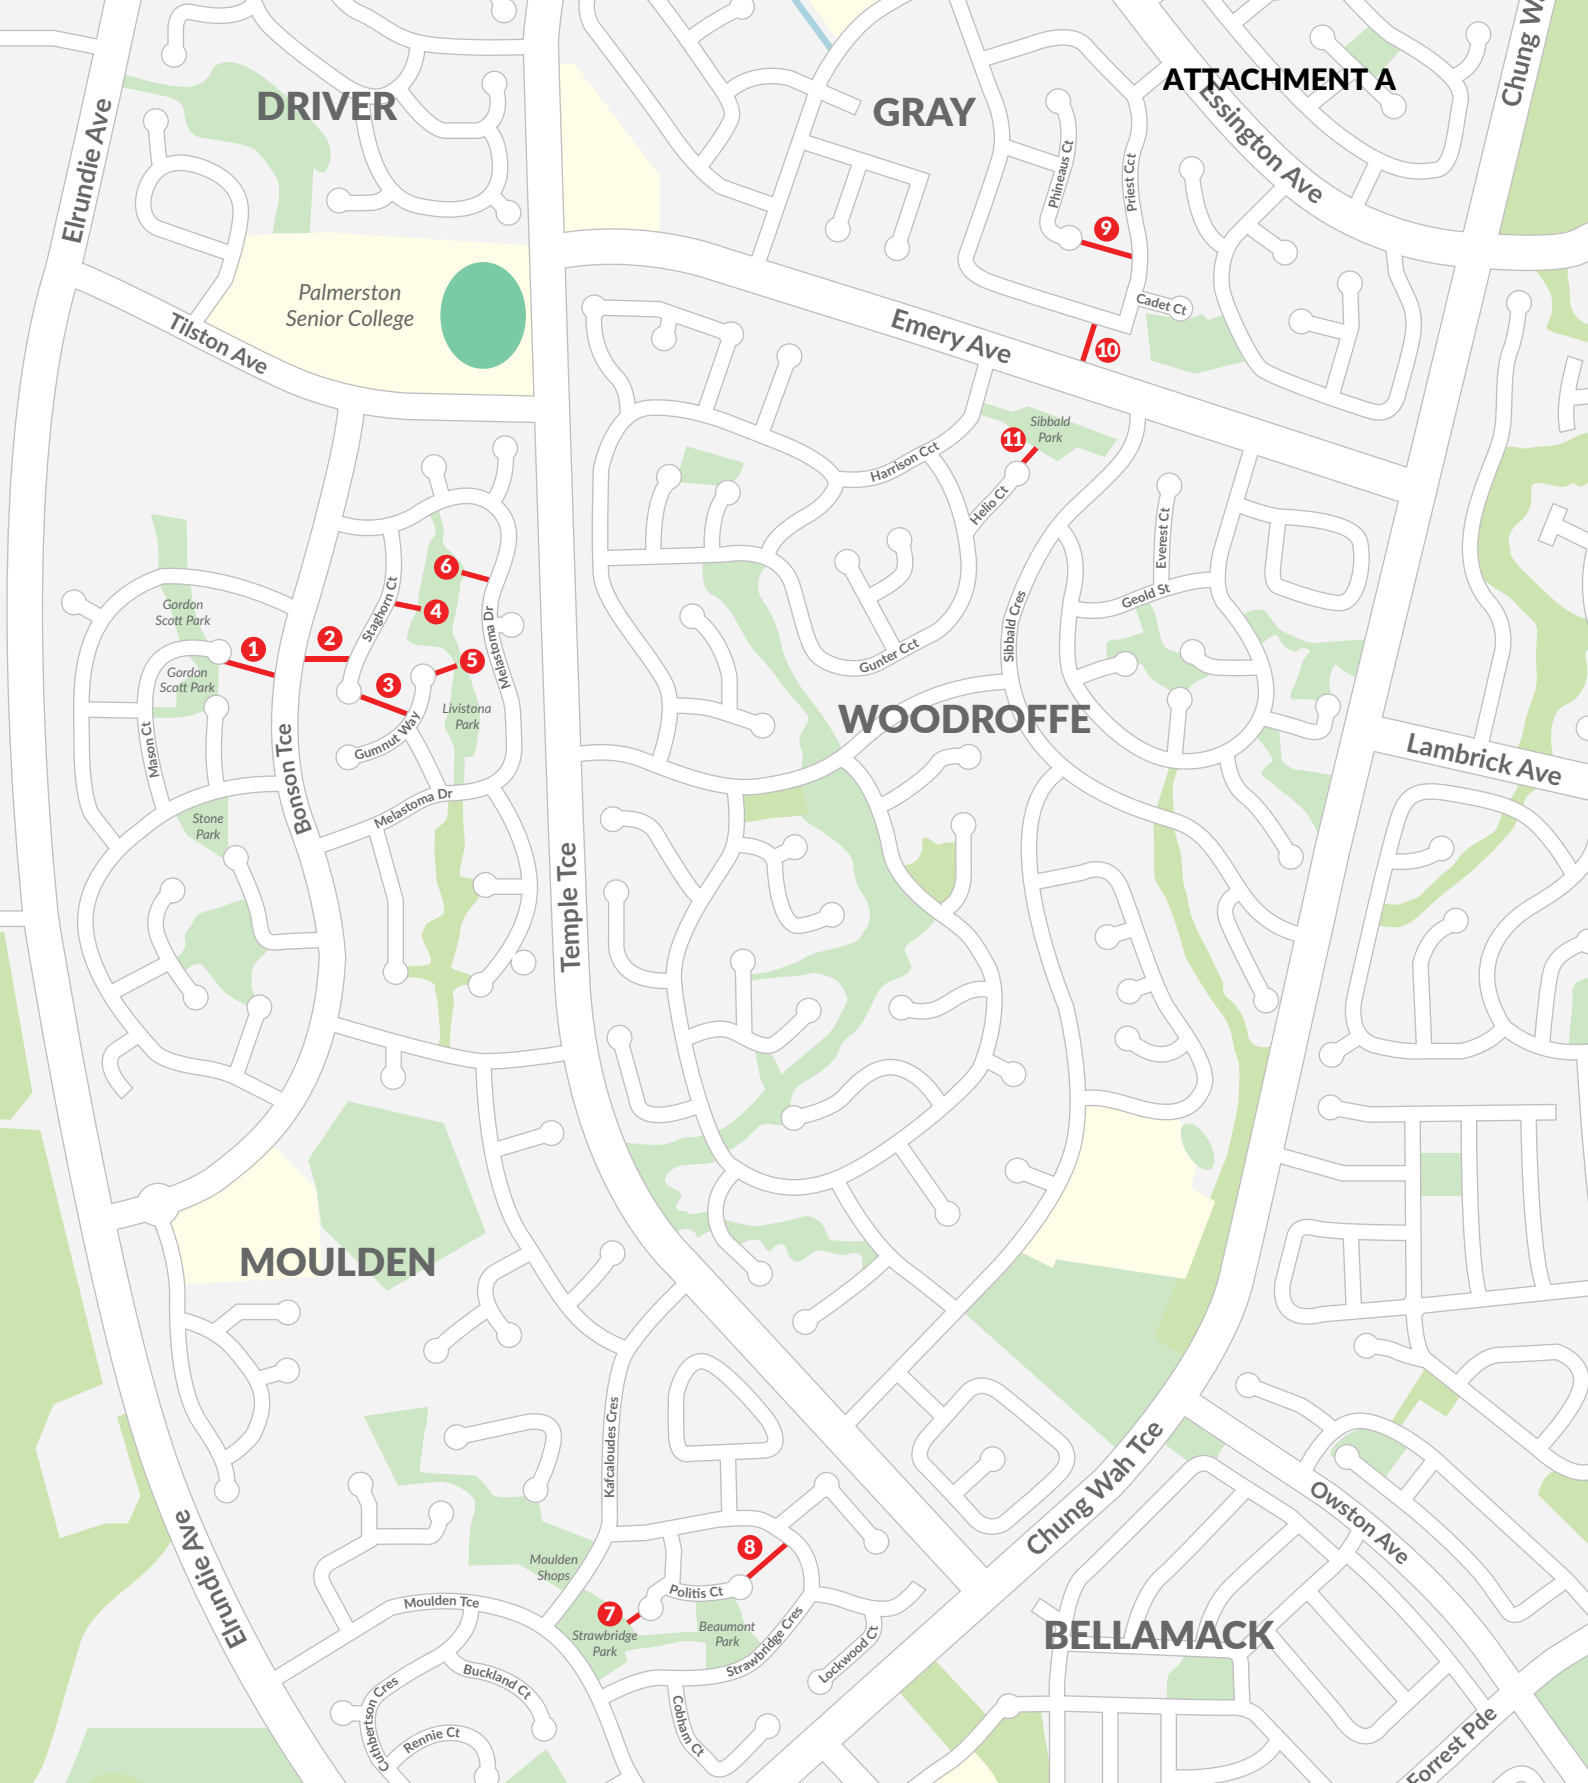 ATTACHMENT A
Chung W
DRIVER
GRAY
Essington Ave
Elrundie Ave
Phineaus Ct
Priest Cct
9
Palmerston
Senior College
Cadet Ct
Tilston Ave
Emery Ave
10
Sibbald
Park
11
Harrison Cct
Helio Ct
Everest Ct
6
Geold St
Staghorn Ct
4
Gordon
Scott Park
Melastoma Dr
Sibbald Cres
1
2
5
Gunter Cct
Gordon
Scott Park
3
Livistona
Park
WOODROFFE
Mason Ct
Gumnut Way
Bonson Tce
Lambrick Ave
Melastoma Dr
Stone
Park
Temple Tce
MOULDEN
Kafcaloudes Cres
Chung Wah Tce
Owston Ave
Elrundie Ave
8
Moulden
Shops
Politis Ct
Moulden Tce
7
Strawbridge
Park
Beaumont
Park
Strawbridge Cres
Lockwood Ct
BELLAMACK
Buckland Ct
Cuthbertson Cres
Rennie Ct
Cobham Ct
Forrest Pde